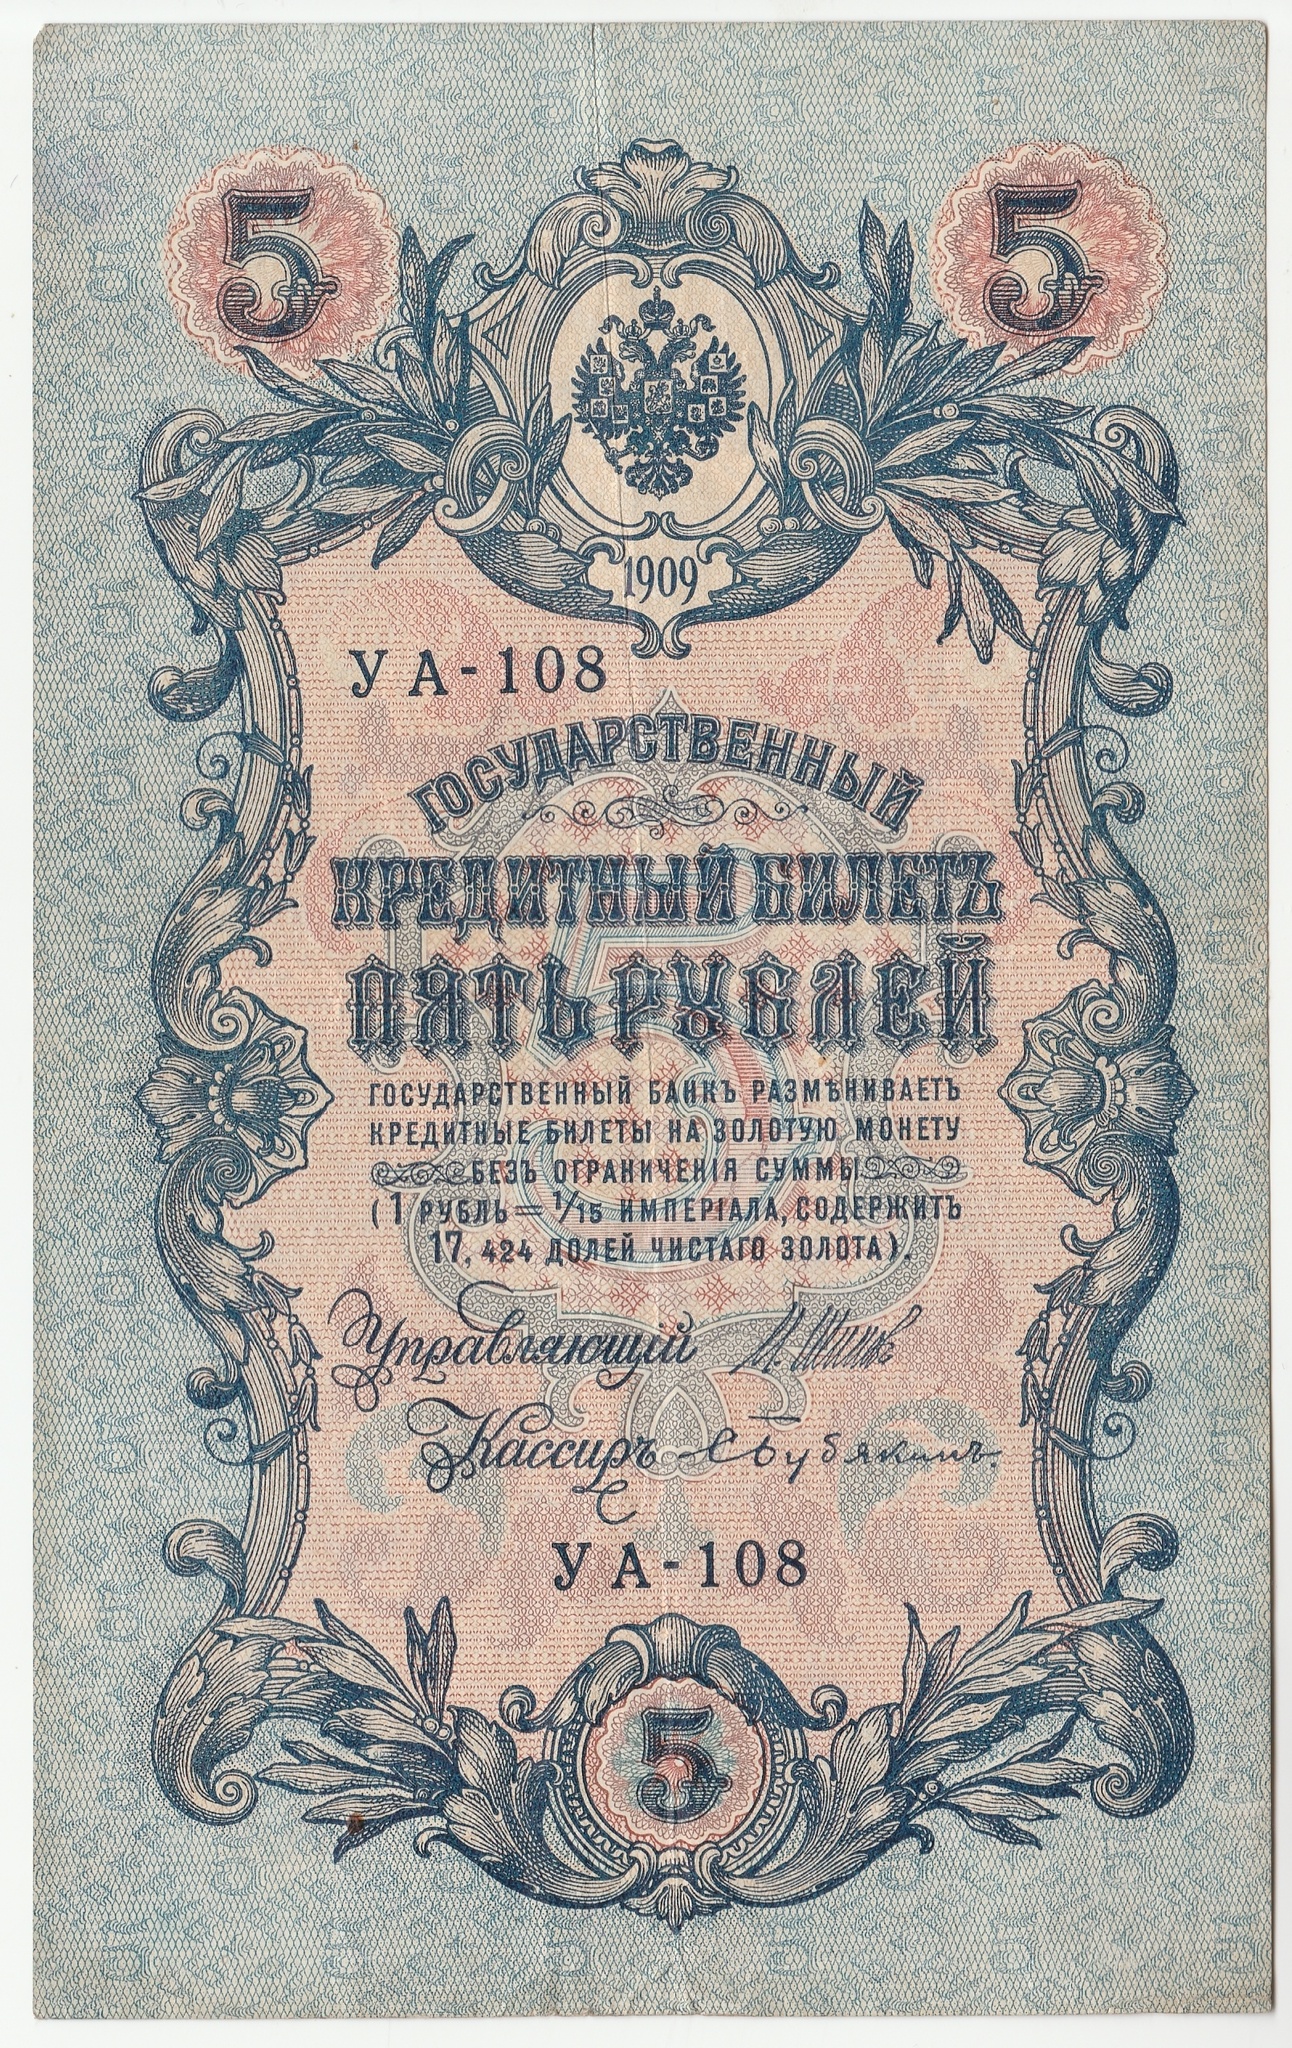 5 5
1909
УА-108
ГОСУДАРСТВЕННЫЙ
КРЕДИТНЫЙ БИЛЕТЪ
ПЯТЬ РУБЛЕЙ
ГОСУДАРСТВЕННЫЙ БАНКЪ РАЗМѢНИВАЕТЪ
КРЕДИТНЫЕ БИЛЕТЫ НА ЗОЛОТУЮ МОНЕТУ
БЕЗЪ ОГРАНИЧЕНІЯ СУММЫ
(1 РУБЛЬ = 1/15 ИМПЕРІАЛА, СОДЕРЖИТЪ
17, 424 ДОЛЕЙ ЧИСТАГО ЗОЛОТА).
Управляющій
Кассиръ Бубякинъ.
УА-108
5